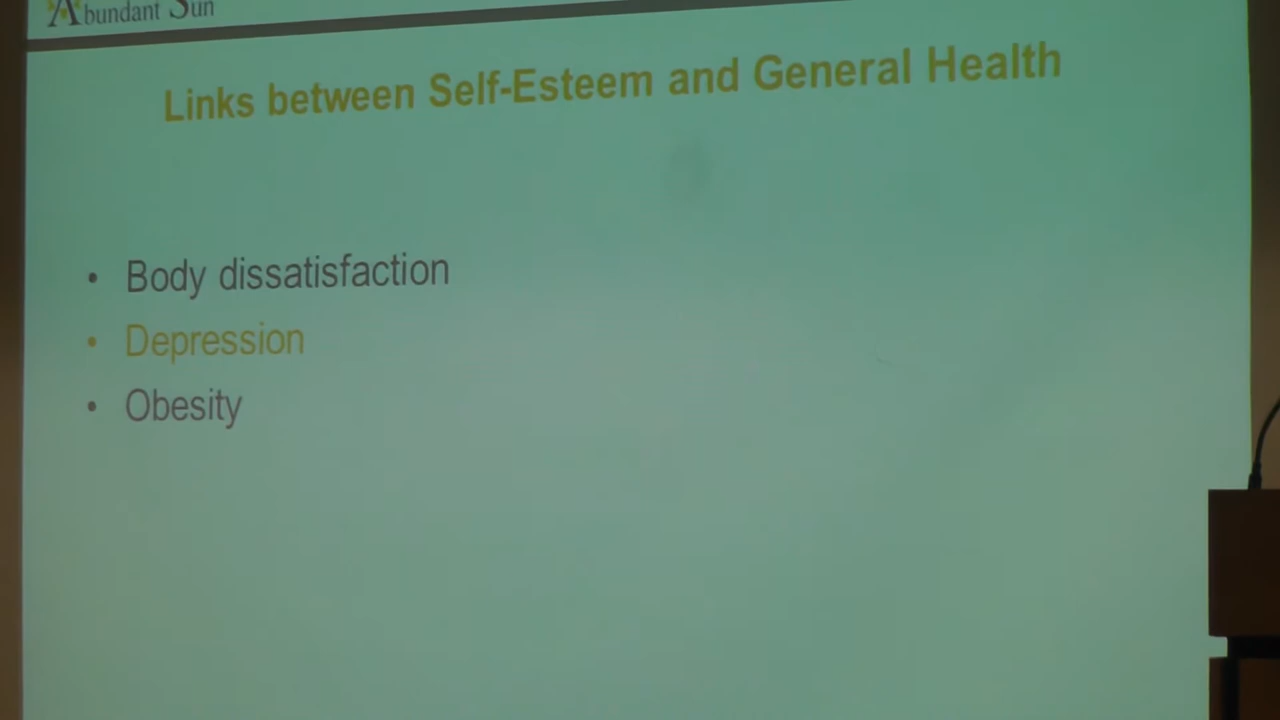 Abundant Sun
Links between Self-Esteem and General Health
• Body dissatisfaction
• Depression
• Obesity